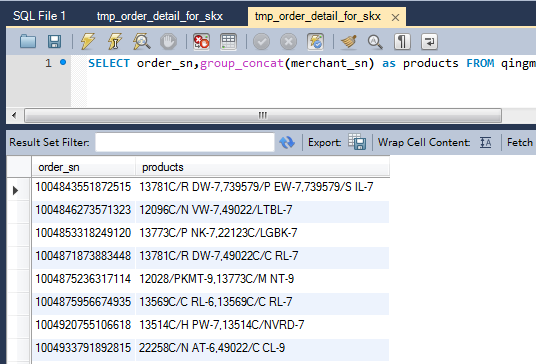 SQL File 1 tmp_order_detail_for_skx tmp_order_detail_for_skx
1 SELECT order_sn,group_concat(merchant_sn) as products FROM qingm
Result Set Filter: Export: Wrap Cell Content: Fetch
order_sn products
1004843551872515 13781C/R DW-7,739579/P EW-7,739579/S IL-7
1004846273571323 12096C/N VW-7,49022/LTBL-7
1004853318249120 13773C/P NK-7,22123C/LGBK-7
1004871873883448 13781C/R DW-7,49022C/C RL-7
1004875236317114 12028/PKMT-9,13773C/M NT-9
1004875956674935 13569C/C RL-6,13569C/C RL-7
1004920755106618 13514C/H PW-7,13514C/NVRD-7
1004933791892815 22258C/N AT-6,49022/C CL-9